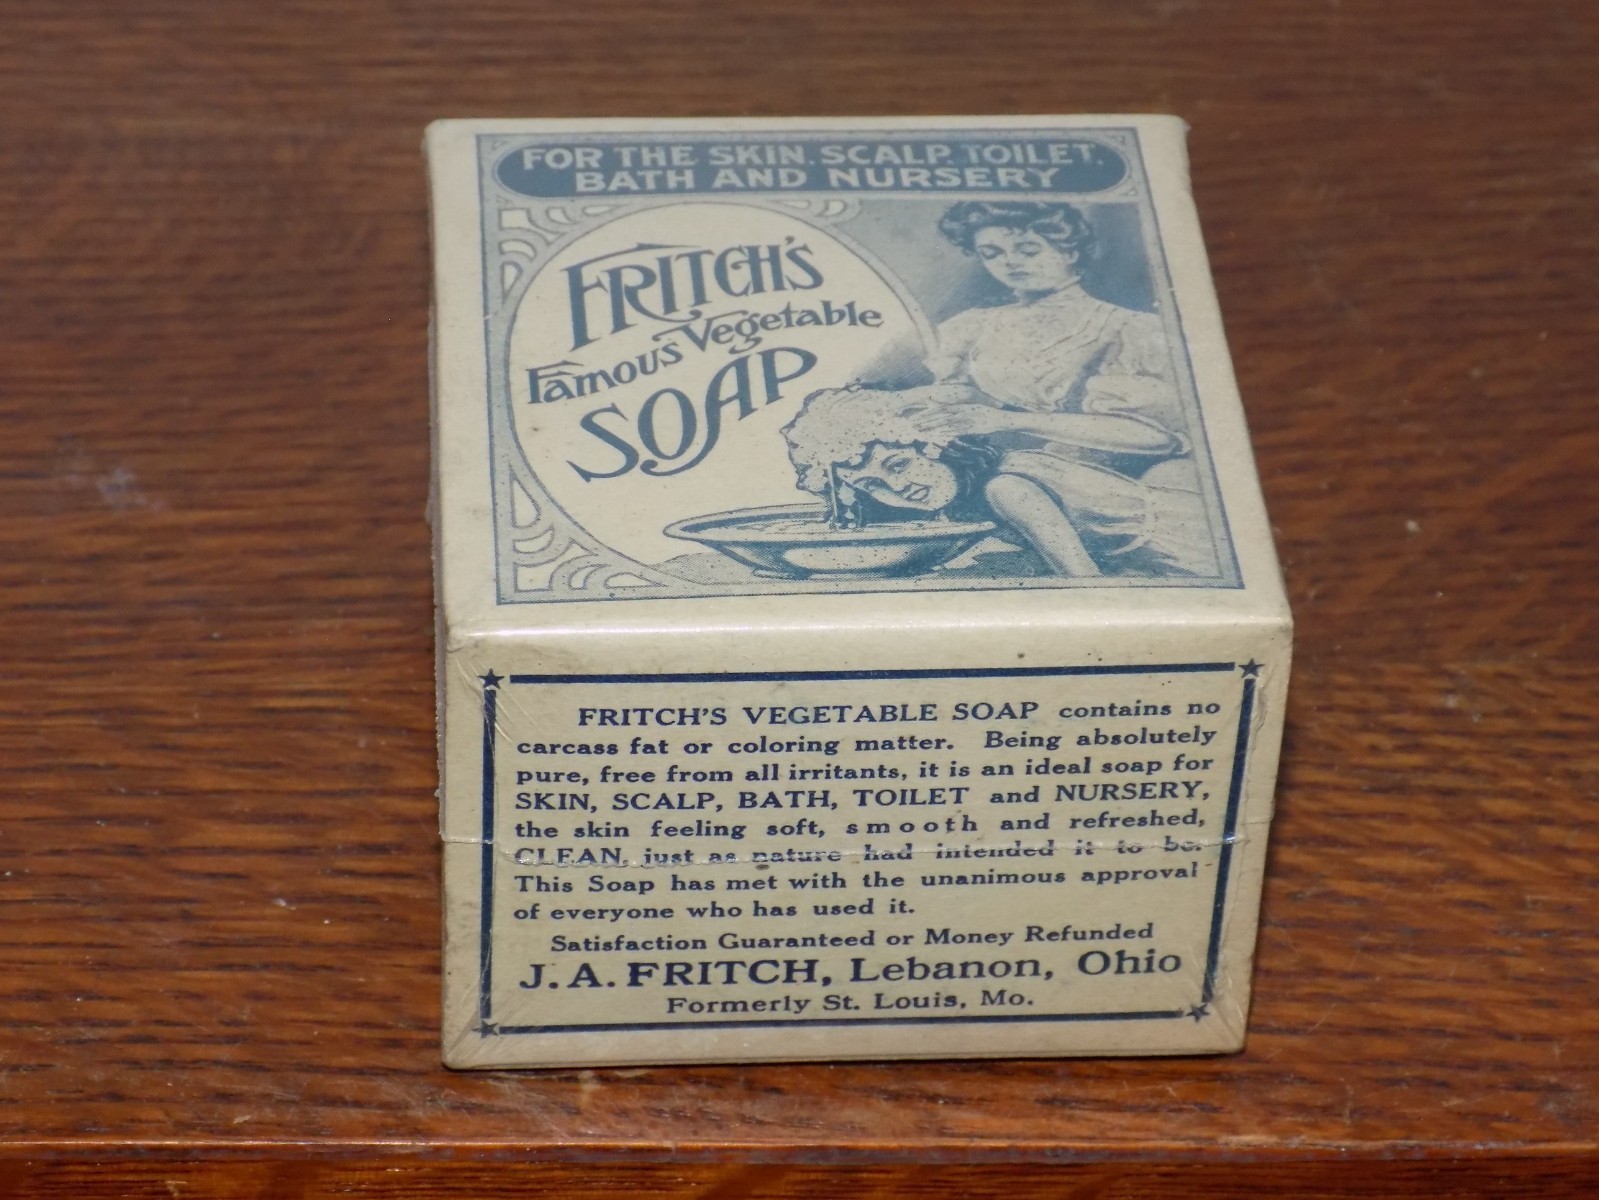 FOR THE SKIN. SCALP. TOILET.
BATH AND NURSERY
FRITCH'S
Famous Vegetable
SOAP
FRITCH'S VEGETABLE SOAP contains no
carcass fat or coloring matter. Being absolutely
pure, free from all irritants, it is an ideal soap for
SKIN, SCALP, BATH, TOILET and NURSERY,
the skin feeling soft, smooth and refreshed,
CLEAN, just as nature had intended it to be.
This Soap has met with the unanimous approval
of everyone who has used it.
Satisfaction Guaranteed or Money Refunded
J. A. FRITCH, Lebanon, Ohio
Formerly St. Louis, Mo.